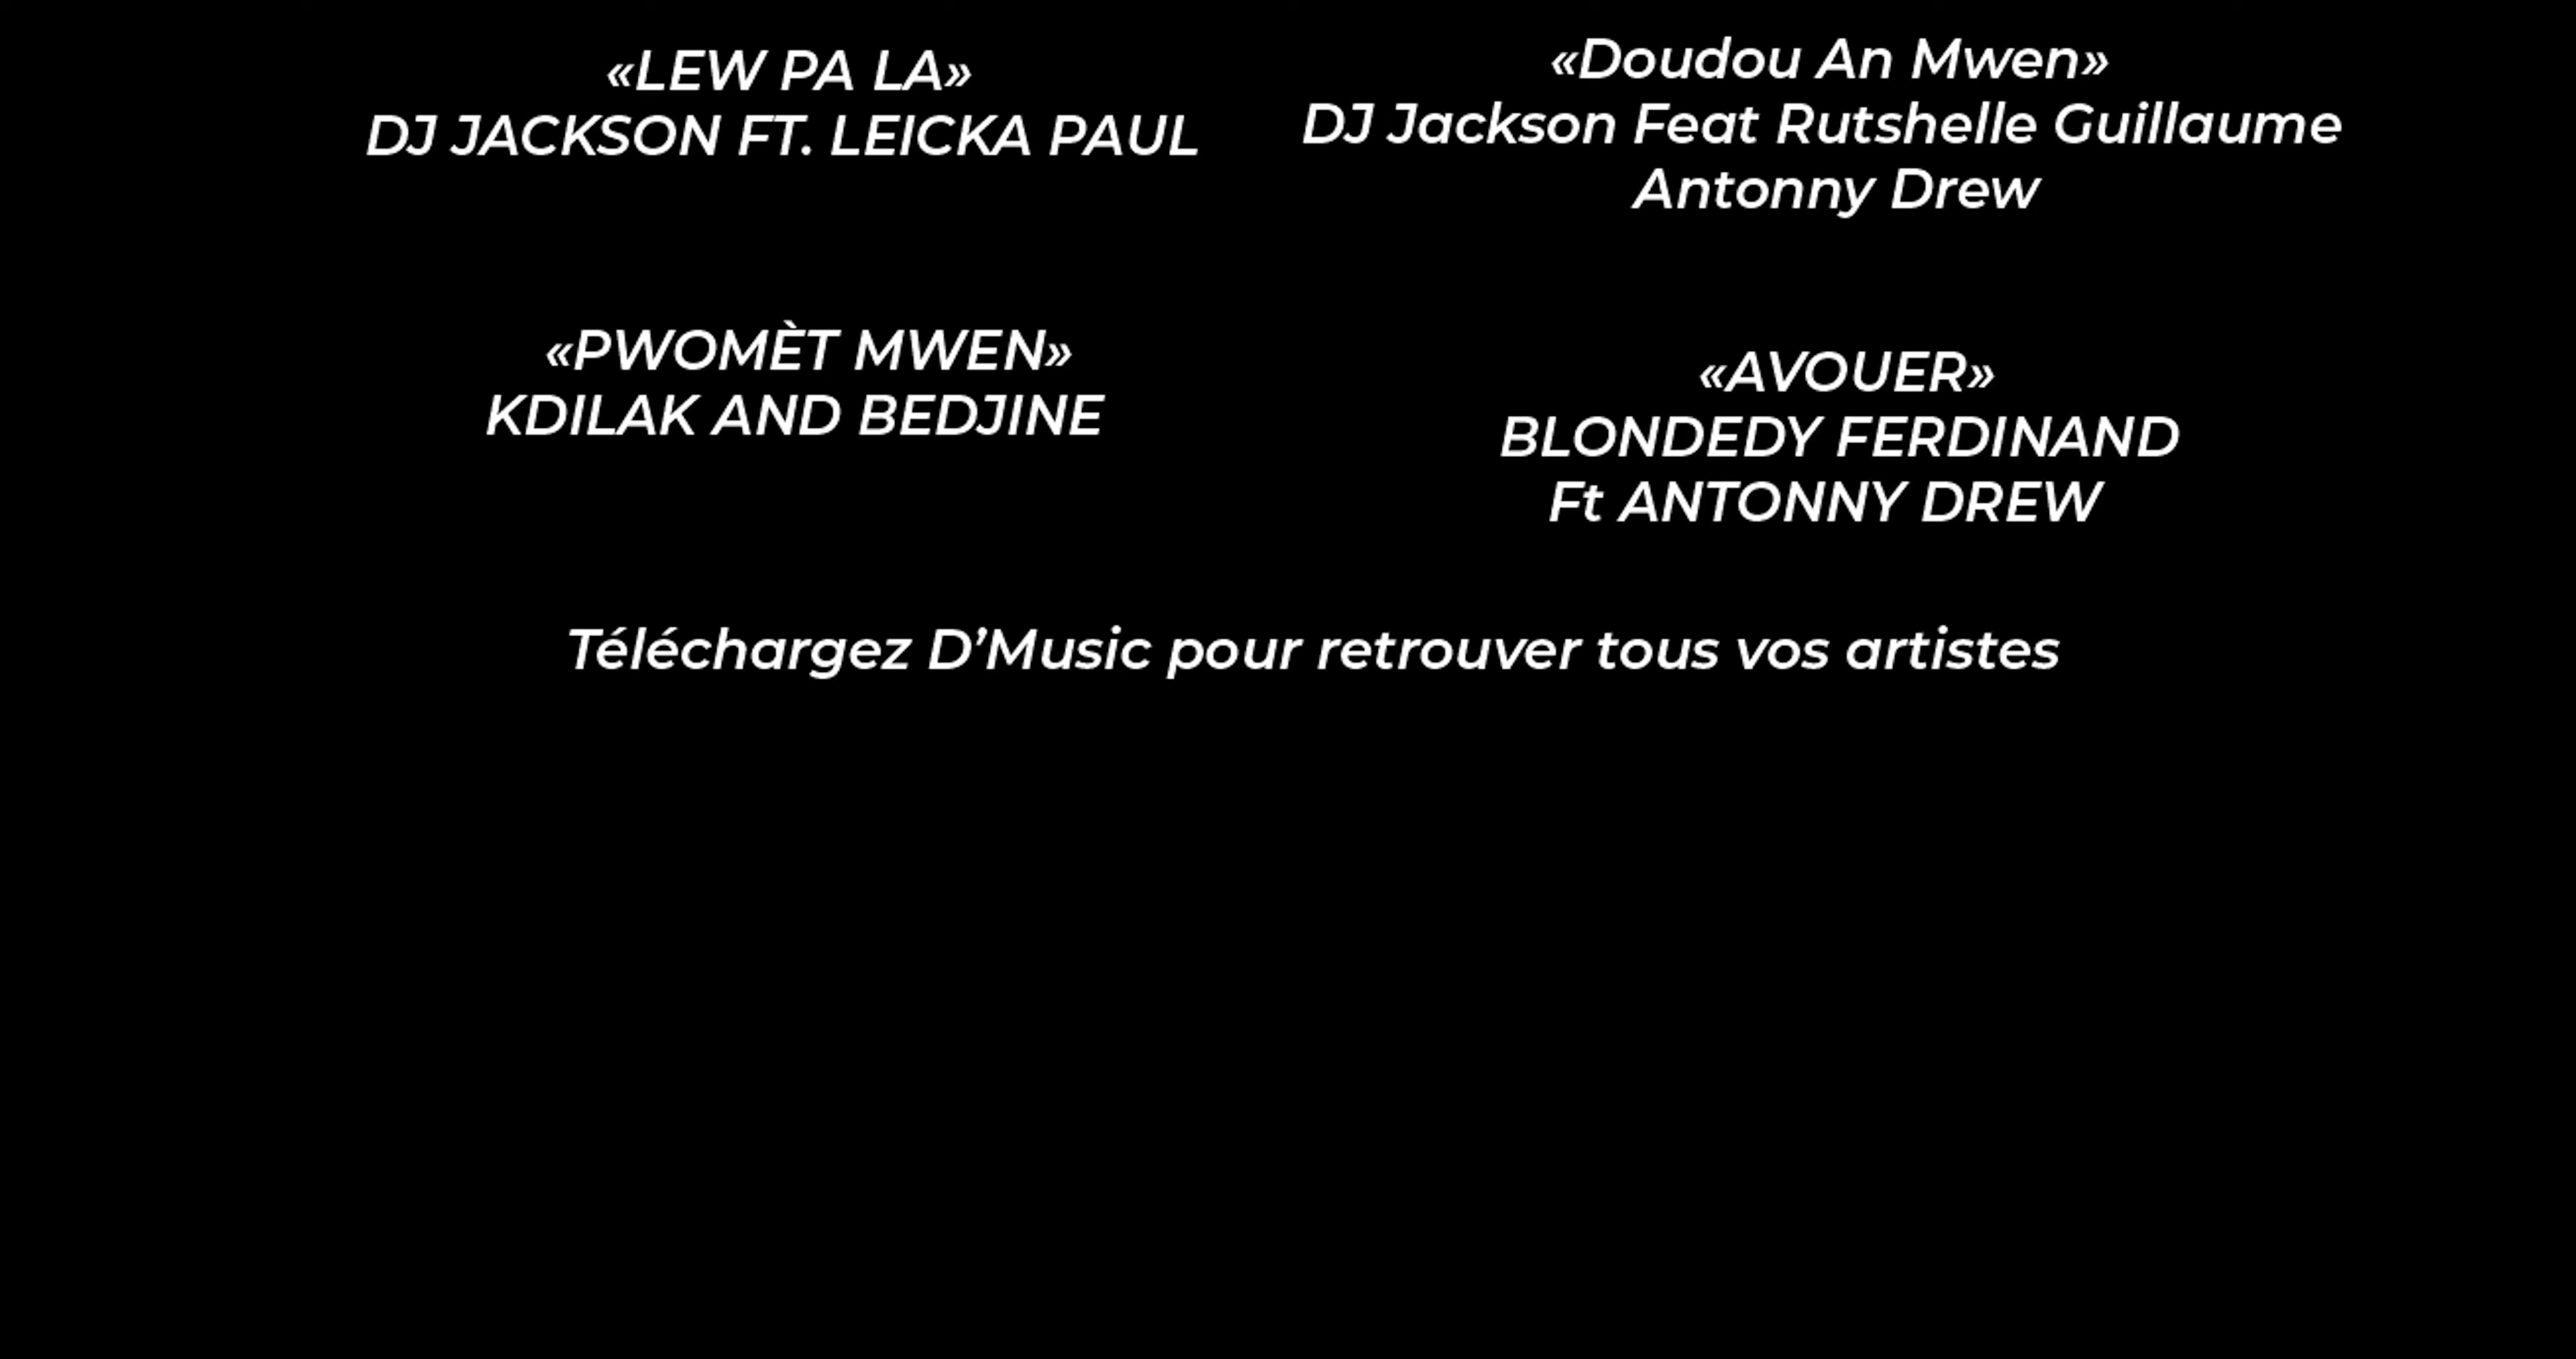 «LEW PA LA»
DJ JACKSON FT. LEICKA PAUL
«Doudou An Mwen»
DJ Jackson Feat Rutshelle Guillaume
Antonny Drew
«PWOMÈT MWEN»
KDILAK AND BEDJINE
«AVOUER»
BLONDEDY FERDINAND
Ft ANTONNY DREW
Téléchargez D’Music pour retrouver tous vos artistes